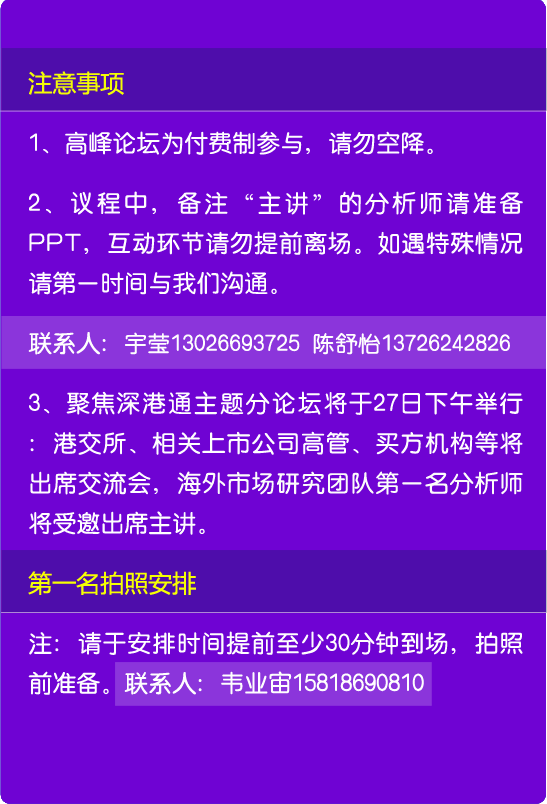 注意事项
1、高峰论坛为付费制参与，请勿空降。
2、议程中，备注“主讲”的分析师请准备
PPT，互动环节请勿提前离场。如遇特殊情况
请第一时间与我们沟通。
联系人：宇莹13026693725 陈舒怡13726242826
3、聚焦深港通主题分论坛将于27日下午举行
：港交所、相关上市公司高管、买方机构等将
出席交流会，海外市场研究团队第一名分析师
将受邀出席主讲。
第一名拍照安排
注：请于安排时间提前至少30分钟到场，拍照
前准备。联系人：韦业宙15818690810